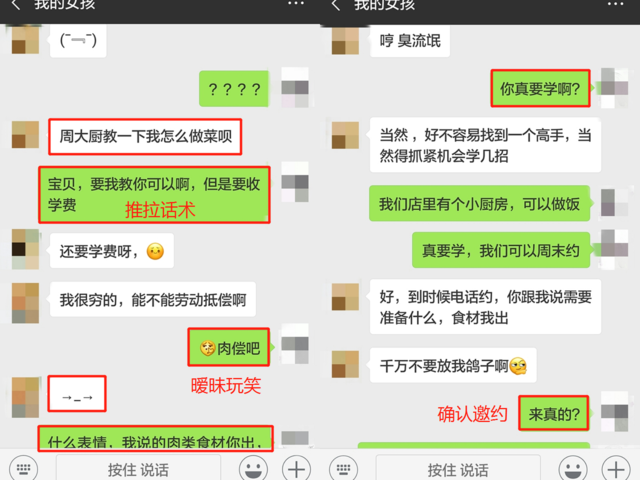 我的女孩
(¯﹃¯)
？？？？
周大厨教一下我怎么做菜呗
宝贝，要我教你可以啊，但是要收
学费
推拉话术
还要学费呀，
我很穷的，能不能劳动抵偿啊
肉偿吧
暧昧玩笑
→_→
什么表情，我说的肉类食材你出，
按住 说话
我的女孩
哼 臭流氓
你真要学啊?
当然，好不容易找到一个高手，当
然得抓紧机会学几招
我们店里有个小厨房，可以做饭
真要学，我们可以周末约
好，到时候电话约，你跟我说需要
准备什么，食材我出
千万不要放我鸽子啊
确认邀约
来真的?
按住 说话